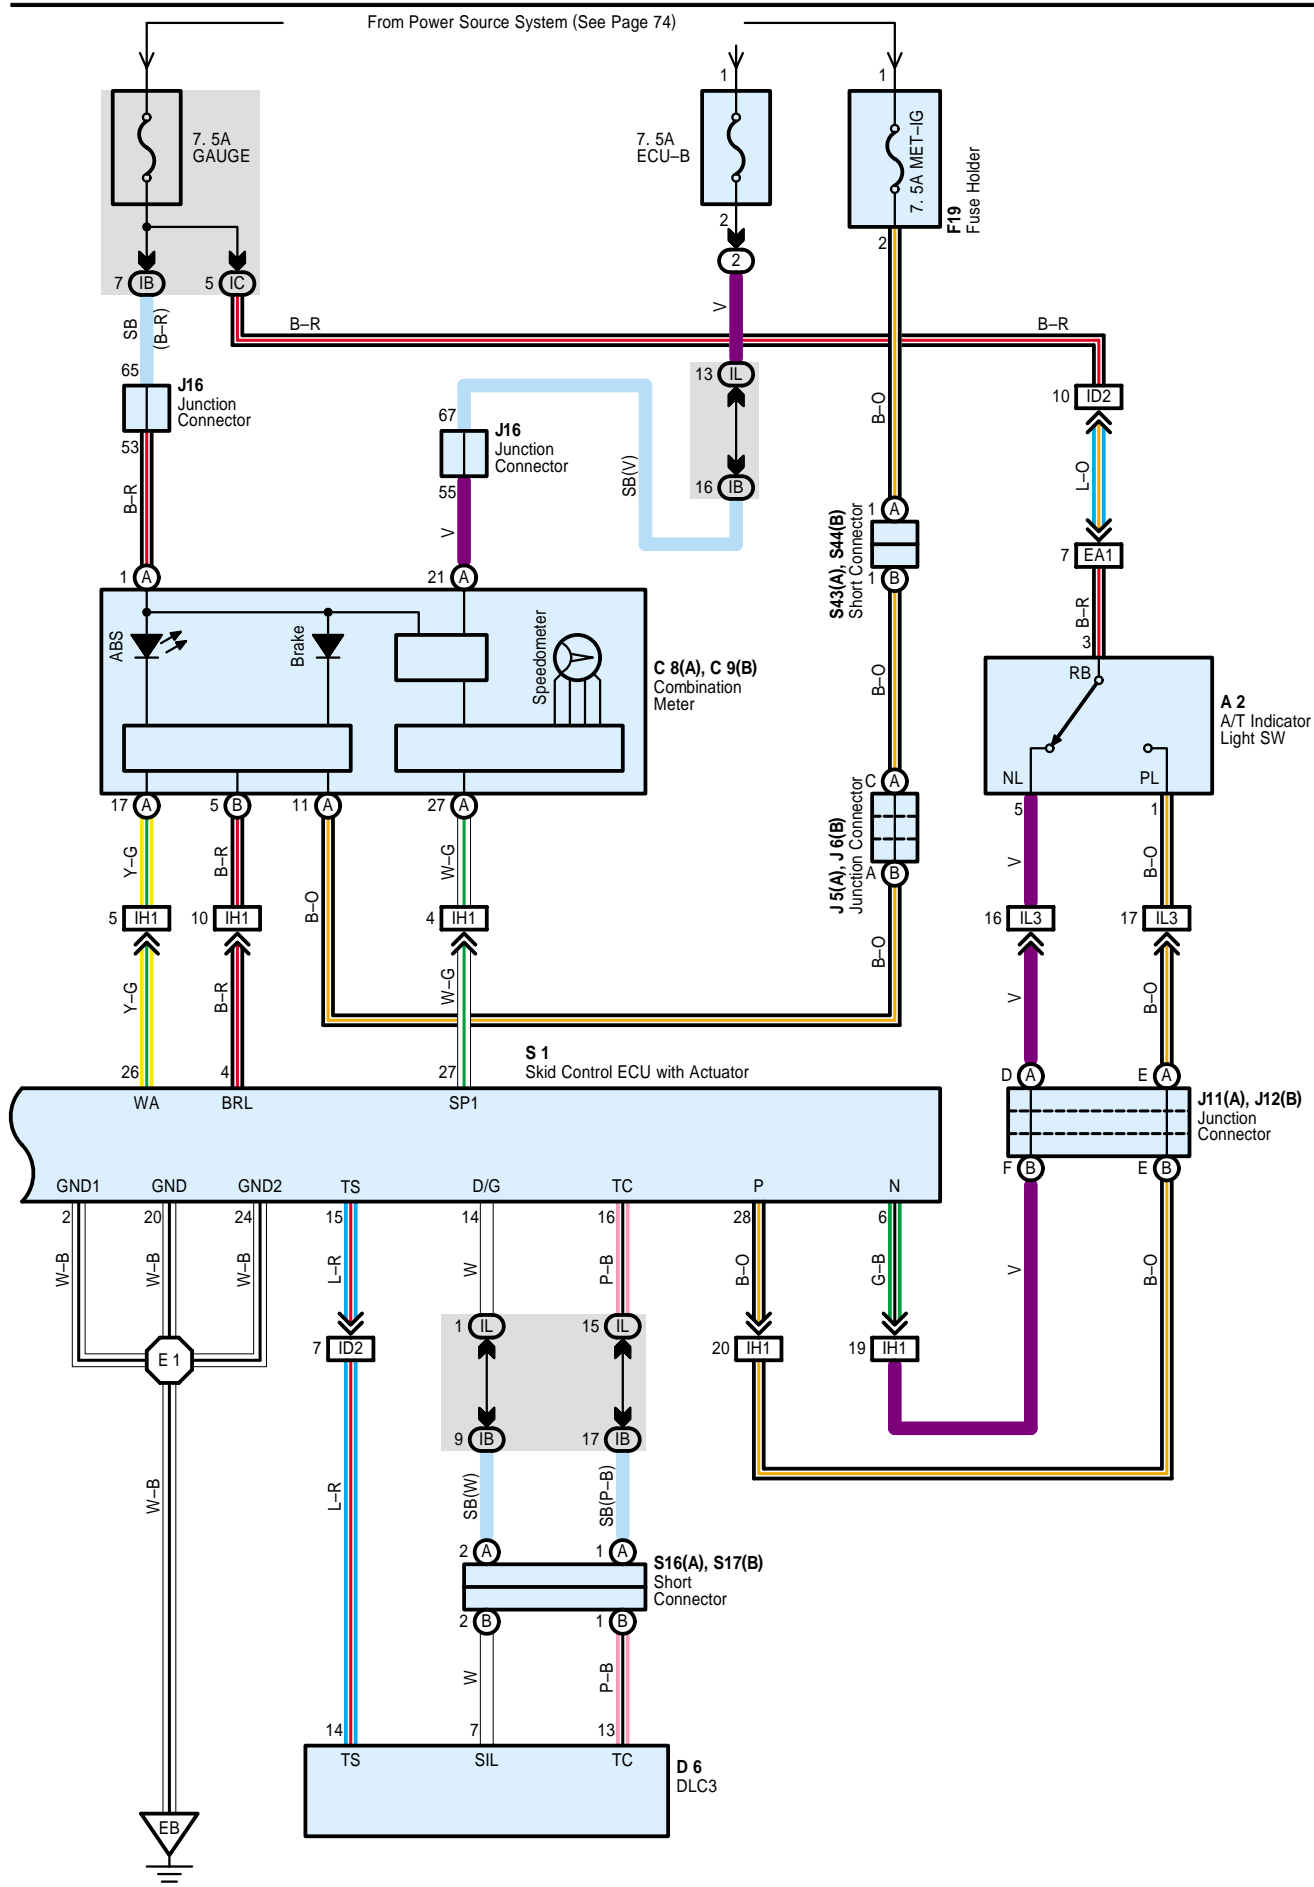 From Power Source System (See Page 74)
1
1
7. 5A
GAUGE
7. 5A
ECU–B
7. 5A MET–IG
F19
Fuse Holder
2
2
2
7 IB
5 IC
SB
(B–R)
V
B–R
B–R
65
J16
Junction
Connector
53
13 IL
10 ID2
67
J16
Junction
Connector
55
SB(V)
B–O
L–O
16 IB
B–R
V
1 A
S43(A), S44(B)
Short Connector
1 B
7 EA1
1 A
21 A
B–R
3
ABS
Brake
Speedometer
C 8(A), C 9(B)
Combination
Meter
B–O
RB
A 2
A/T Indicator
Light SW
NL
PL
C A
J 5(A), J 6(B)
Junction Connector
A B
17 A
5 B
11 A
27 A
5
1
Y–G
B–R
B–O
W–G
V
B–O
5 IH1
10 IH1
4 IH1
16 IL3
17 IL3
B–O
Y–G
B–R
W–G
V
B–O
S 1
Skid Control ECU with Actuator
26
4
27
D A
E A
WA
BRL
SP1
J11(A), J12(B)
Junction
Connector
F B
E B
GND1
GND
GND2
TS
D/G
TC
P
N
2
20
24
15
14
16
28
6
W–B
W–B
W–B
L–R
W
P–B
B–O
G–B
V
B–O
1 IL
15 IL
E 1
7 ID2
20 IH1
19 IH1
9 IB
17 IB
W–B
L–R
SB(W)
SB(P–B)
2 A
1 A
S16(A), S17(B)
Short
Connector
2 B
1 B
W
P–B
14
7
13
TS
SIL
TC
D 6
DLC3
EB